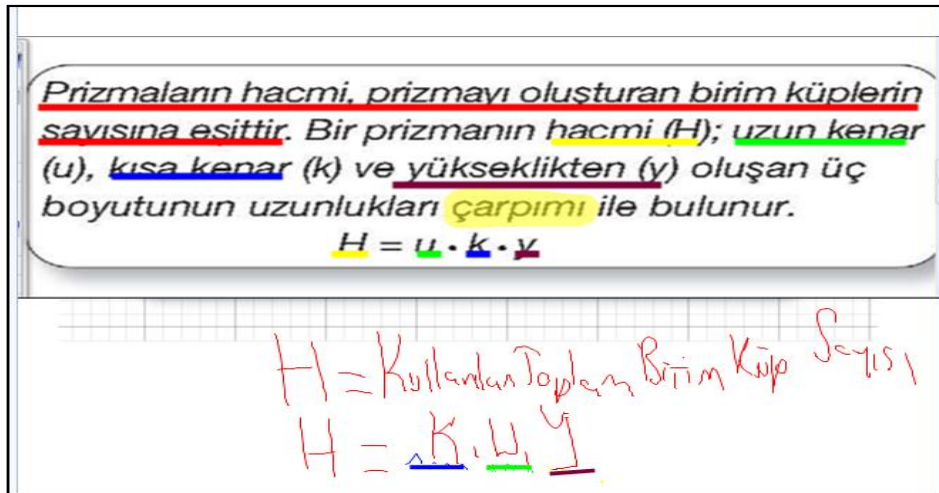 Prizmaların hacmi, prizmayı oluşturan birim küplerin
sayısına eşittir. Bir prizmanın hacmi (H); uzun kenar
(u), kısa kenar (k) ve yükseklikten (y) oluşan üç
boyutunun uzunlukları çarpımı ile bulunur.
H = u · k · y
H = Kullanılan Toplam Birim Küp Sayısı
H = K. U. Y